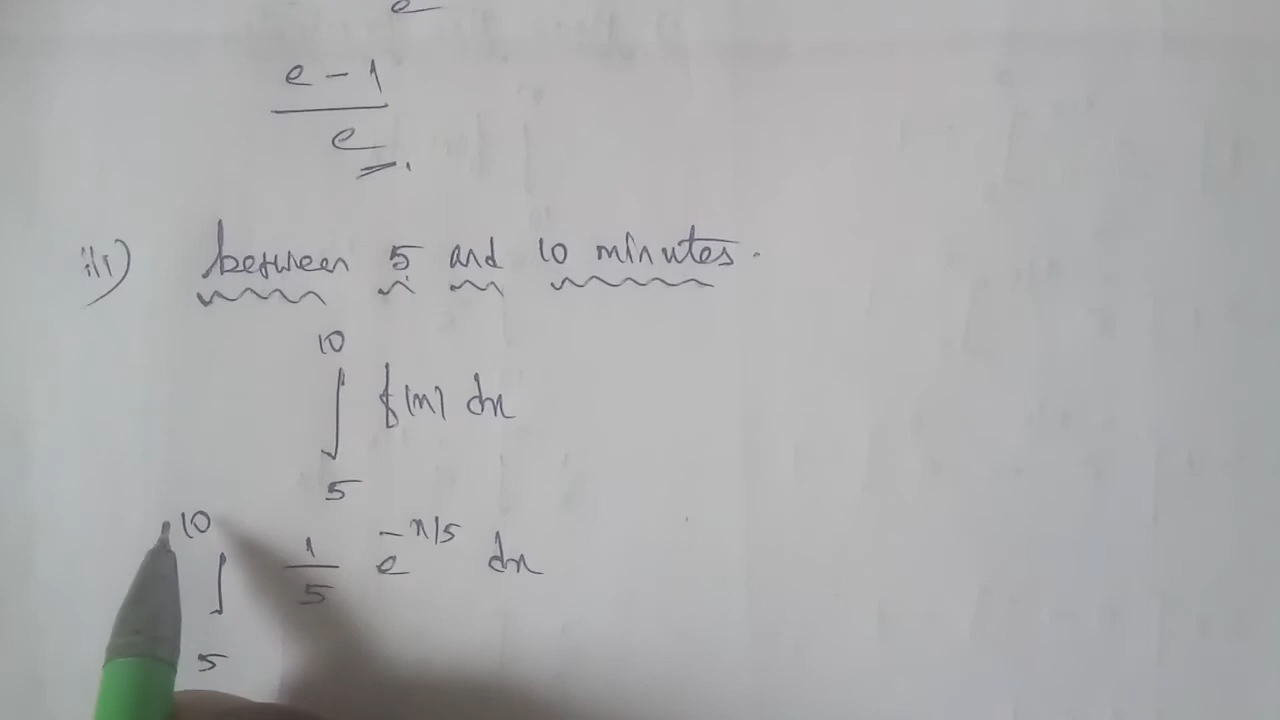 e
e - 1
e
iii) between 5 and 10 minutes.
10
∫ f(x) dx
5
10
∫ 1/5 e^-x/5 dx
5